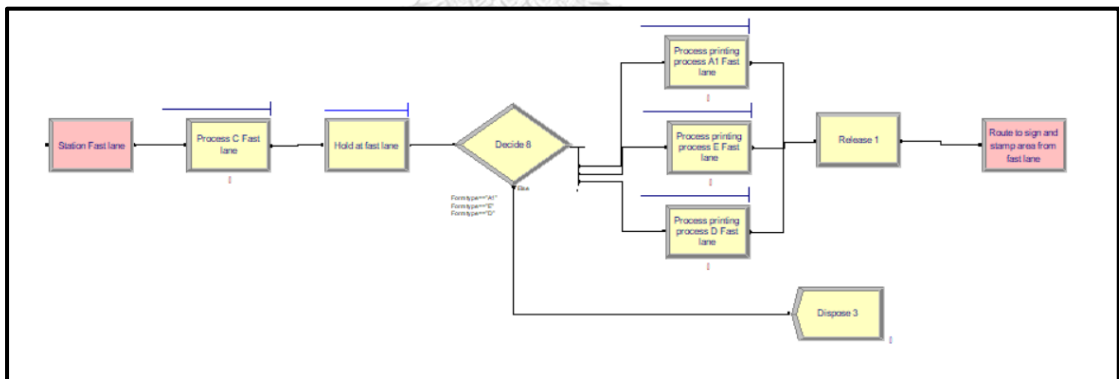 Process printing
process A1 Fast
lane
Station Fast lane
Process C Fast
lane
Hold at fast lane
Decide 8
Process printing
process E Fast
lane
Release 1
Route to sign and
stamp area from
fast lane
Else
Formtype=="A1"
Formtype=="E"
Formtype=="D"
Process printing
process D Fast
lane
Dispose 3